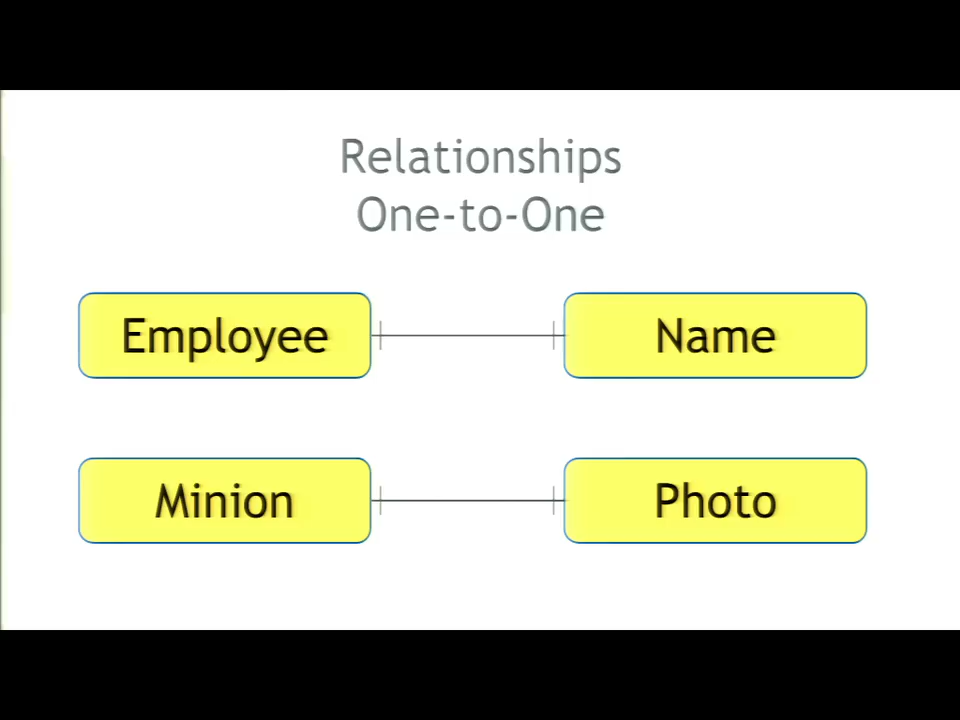 Relationships
One-to-One
Employee
Name
Minion
Photo